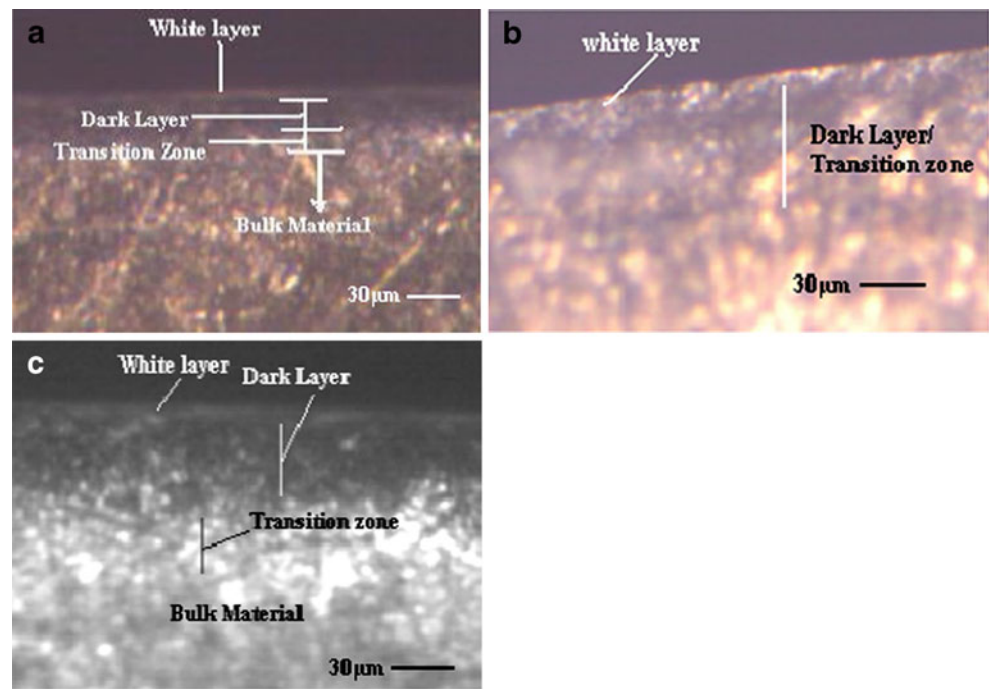 a
White layer
Dark Layer
Transition Zone
Bulk Material
30μm
b
white layer
Dark Layer/
Transition zone
30μm
c
White layer
Dark Layer
Transition zone
Bulk Material
30μm